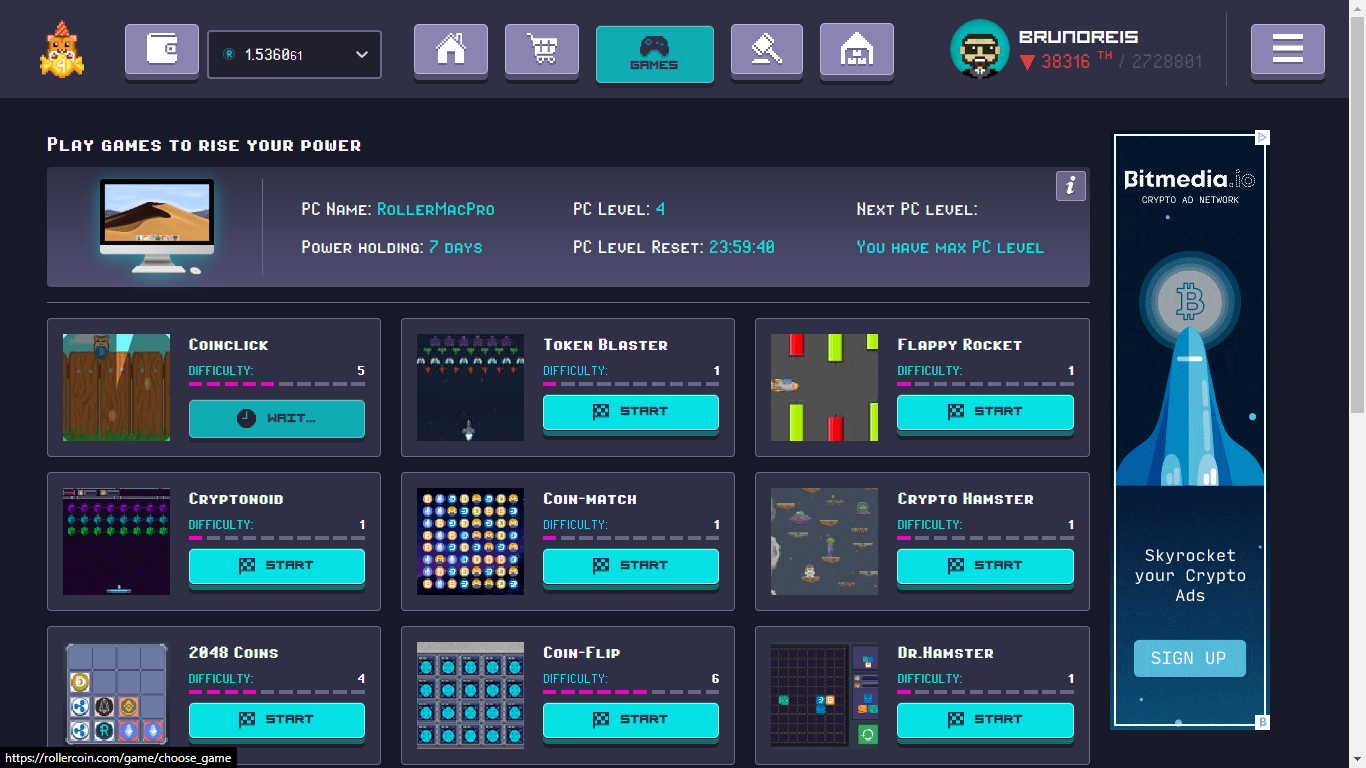 1.536061
GAMES
BRUNOREIS
38316 TH / 2728801
Play games to rise your power
PC Name: RollerMacPro
PC Level: 4
Next PC level:
Power holding: 7 days
PC Level Reset: 23:59:40
You have max PC level
i
Coinclick
Difficulty: 5
WAIT...
Token Blaster
Difficulty: 1
START
Flappy Rocket
Difficulty: 1
START
Cryptonoid
Difficulty: 1
START
Coin-match
Difficulty: 1
START
Crypto Hamster
Difficulty: 1
START
2048 Coins
Difficulty: 4
START
Coin-Flip
Difficulty: 6
START
Dr.Hamster
Difficulty: 1
START
Bitmedia.io
CRYPTO AD NETWORK
Skyrocket
your Crypto
Ads
SIGN UP
https://rollercoin.com/game/choose_game